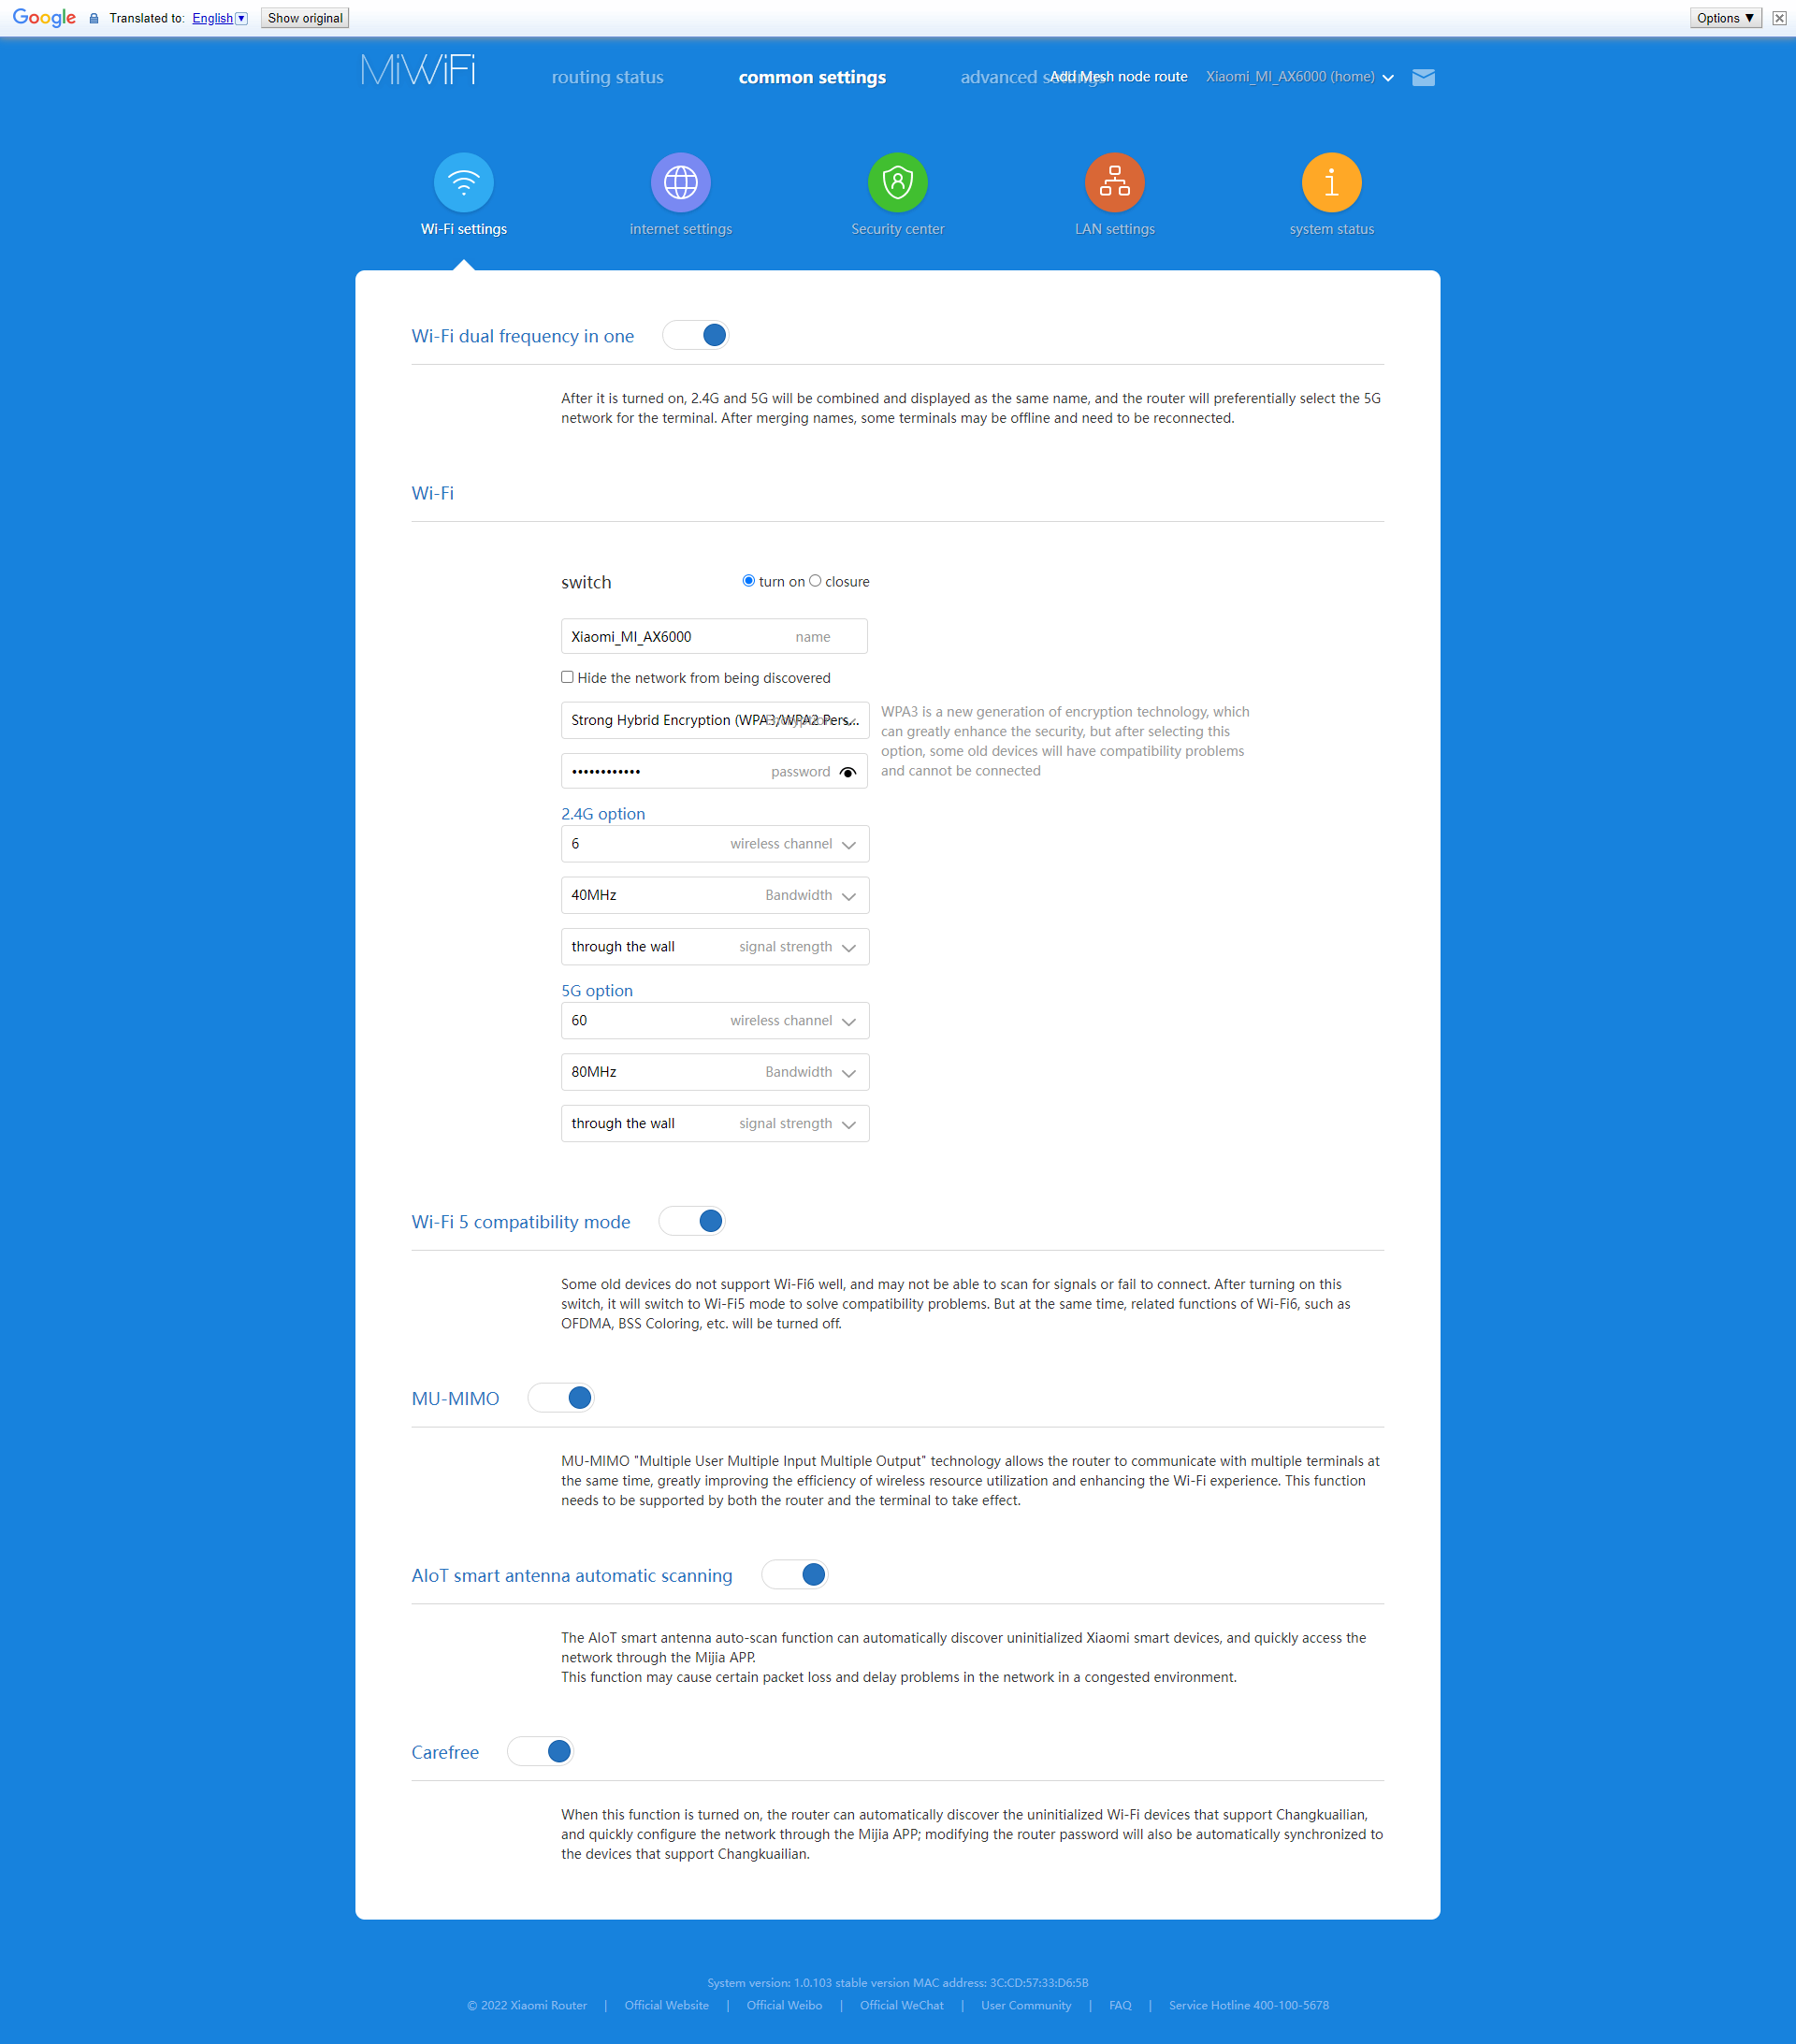 Google Translated to: English Show original Options ▼
MiWiFi routing status common settings advanced settings Add Mesh node route Xiaomi_MI_AX6000 (home)
Wi-Fi settings internet settings Security center LAN settings system status
Wi-Fi dual frequency in one
After it is turned on, 2.4G and 5G will be combined and displayed as the same name, and the router will preferentially select the 5G
network for the terminal. After merging names, some terminals may be offline and need to be reconnected.
Wi-Fi
switch turn on closure
Xiaomi_MI_AX6000 name
Hide the network from being discovered
Strong Hybrid Encryption (WPA3/WPA2 Pers...
WPA3 is a new generation of encryption technology, which
can greatly enhance the security, but after selecting this
option, some old devices will have compatibility problems
and cannot be connected
•••••••••••• password
2.4G option
6 wireless channel
40MHz Bandwidth
through the wall signal strength
5G option
60 wireless channel
80MHz Bandwidth
through the wall signal strength
Wi-Fi 5 compatibility mode
Some old devices do not support Wi-Fi6 well, and may not be able to scan for signals or fail to connect. After turning on this
switch, it will switch to Wi-Fi5 mode to solve compatibility problems. But at the same time, related functions of Wi-Fi6, such as
OFDMA, BSS Coloring, etc. will be turned off.
MU-MIMO
MU-MIMO "Multiple User Multiple Input Multiple Output" technology allows the router to communicate with multiple terminals at
the same time, greatly improving the efficiency of wireless resource utilization and enhancing the Wi-Fi experience. This function
needs to be supported by both the router and the terminal to take effect.
AIoT smart antenna automatic scanning
The AIoT smart antenna auto-scan function can automatically discover uninitialized Xiaomi smart devices, and quickly access the
network through the Mijia APP.
This function may cause certain packet loss and delay problems in the network in a congested environment.
Carefree
When this function is turned on, the router can automatically discover the uninitialized Wi-Fi devices that support Changkuailian,
and quickly configure the network through the Mijia APP; modifying the router password will also be automatically synchronized to
the devices that support Changkuailian.
System version: 1.0.103 stable version MAC address: 3C:CD:57:33:D6:5B
© 2022 Xiaomi Router | Official Website | Official Weibo | Official WeChat | User Community | FAQ | Service Hotline 400-100-5678